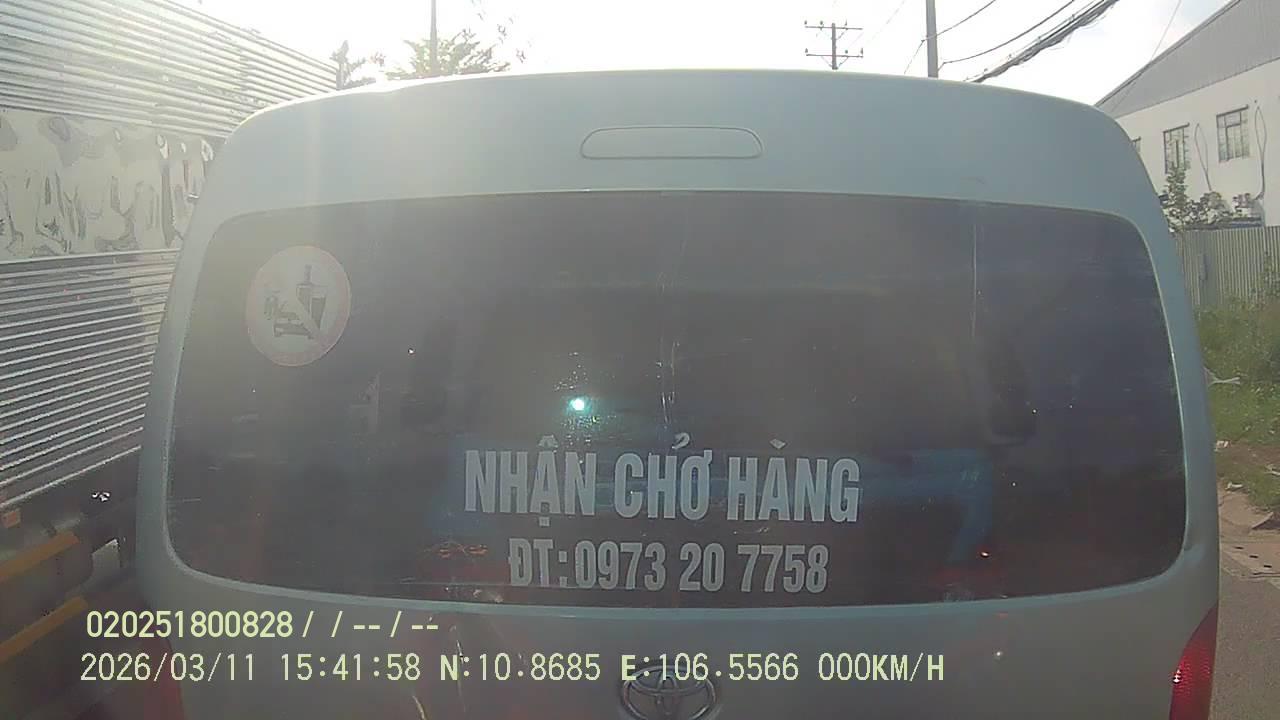 NHẬN CHỞ HÀNG
ĐT:0973 20 7758
020251800828 / / -- / --
2026/03/11 15:41:58 N:10.8685 E:106.5566 000KM/H